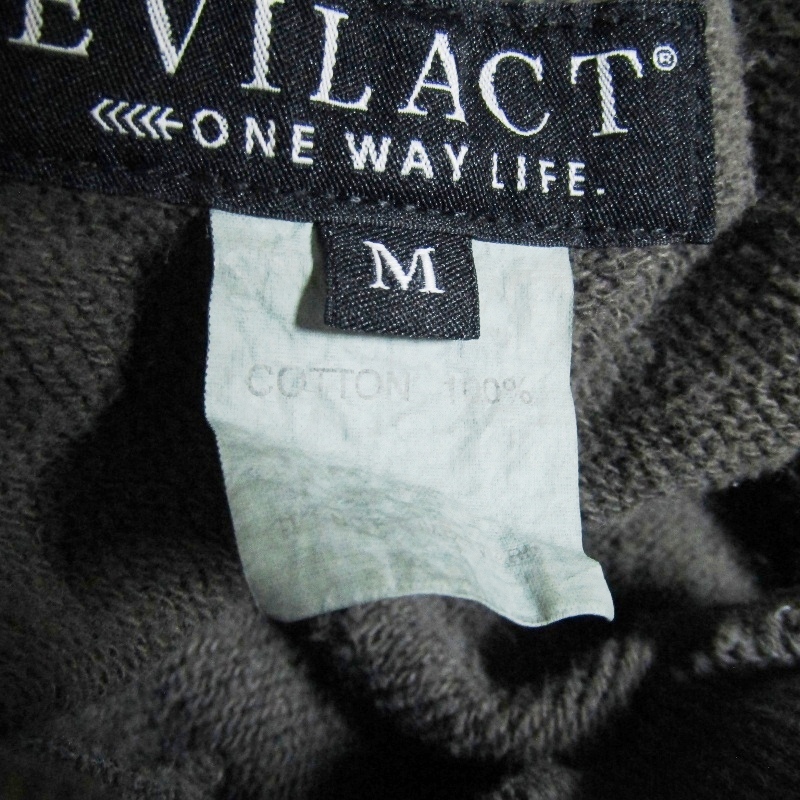 EVILACT®
ONE WAY LIFE.
M
COTTON 100%